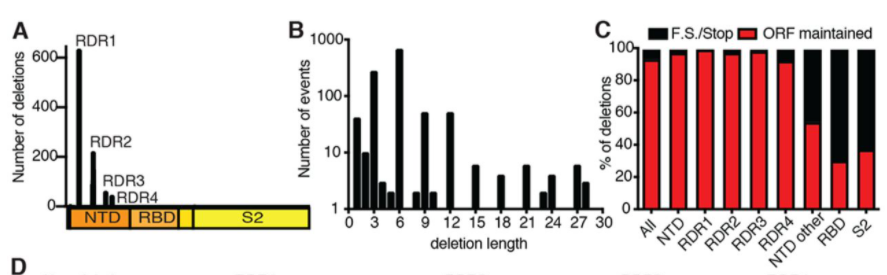 A
Number of deletions
600
400
200
0
RDR1
RDR2
RDR3
RDR4
NTD RBD S2
B
Number of events
1000
100
10
1
0 3 6 9 12 15 18 21 24 27 30
deletion length
C
F.S./Stop ORF maintained
% of deletions
100
80
60
40
20
0
All NTD RDR1 RDR2 RDR3 RDR4 NTD other RBD S2
D